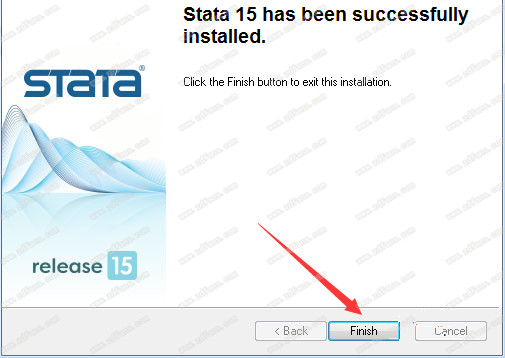 Stata 15 has been successfully
installed.
Click the Finish button to exit this installation.
STATA®
release 15
< Back
Finish
Cancel